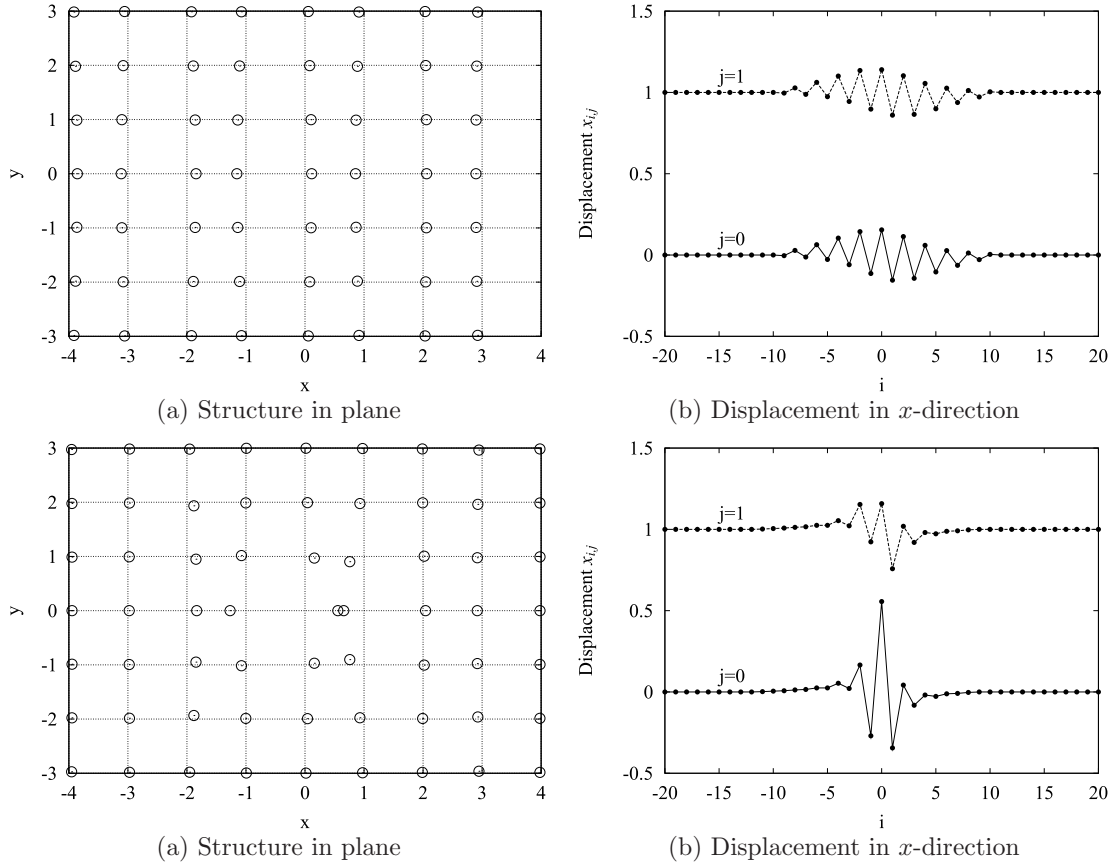 3
2
1
0
-1
-2
-3
y
-4 -3 -2 -1 0 1 2 3 4
x
(a) Structure in plane
1.5
1
0.5
0
-0.5
Displacement x_{i,j}
j=1
j=0
-20 -15 -10 -5 0 5 10 15 20
i
(b) Displacement in x-direction
3
2
1
0
-1
-2
-3
y
-4 -3 -2 -1 0 1 2 3 4
x
(a) Structure in plane
1.5
1
0.5
0
-0.5
Displacement x_{i,j}
j=1
j=0
-20 -15 -10 -5 0 5 10 15 20
i
(b) Displacement in x-direction